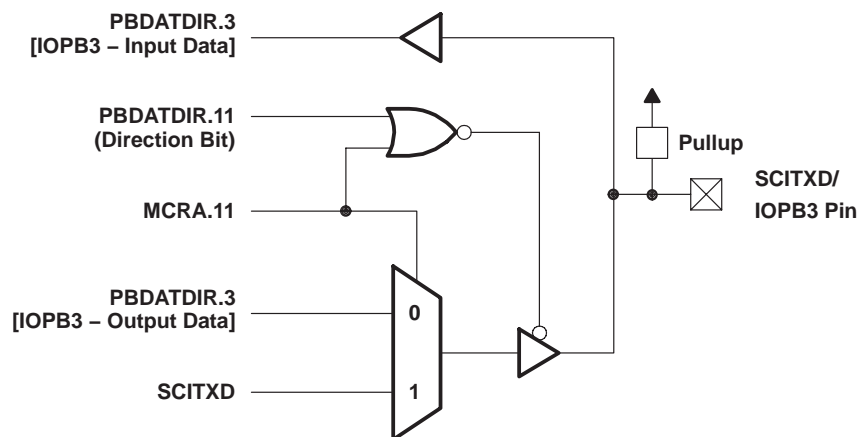 PBDATDIR.3
[IOPB3 – Input Data]
PBDATDIR.11
(Direction Bit)
Pullup
SCITXD/
IOPB3 Pin
MCRA.11
PBDATDIR.3
[IOPB3 – Output Data]
0
SCITXD
1